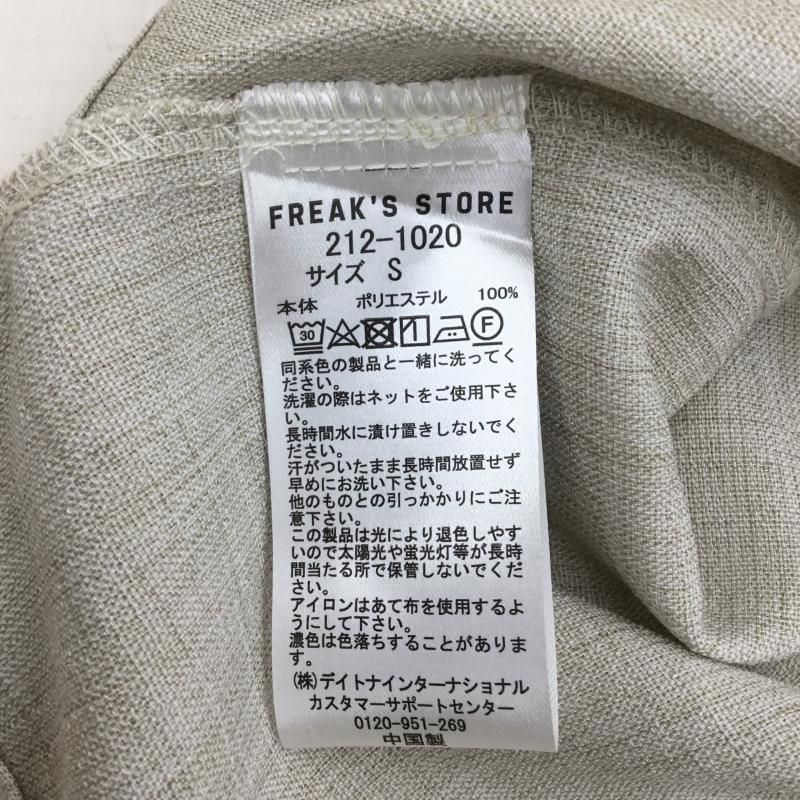 FREAK'S STORE
212-1020
サイズ S
本体 ポリエステル 100%
30
F
同系色の製品と一緒に洗ってく
ださい。
洗濯の際はネットをご使用下さ
い。
長時間水に漬け置きしないでく
ださい。
汗がついたまま長時間放置せず
早めにお洗い下さい。
他のものとの引っかかりにご注
意下さい。
この製品は光により退色しやす
いので太陽光や蛍光灯等が長時
間当たる所で保管しないでくだ
さい。
アイロンはあて布を使用するよ
うにして下さい。
濃色は色落ちすることがありま
す。
(株)デイトナインターナショナル
カスタマーサポートセンター
0120-951-269
中国製